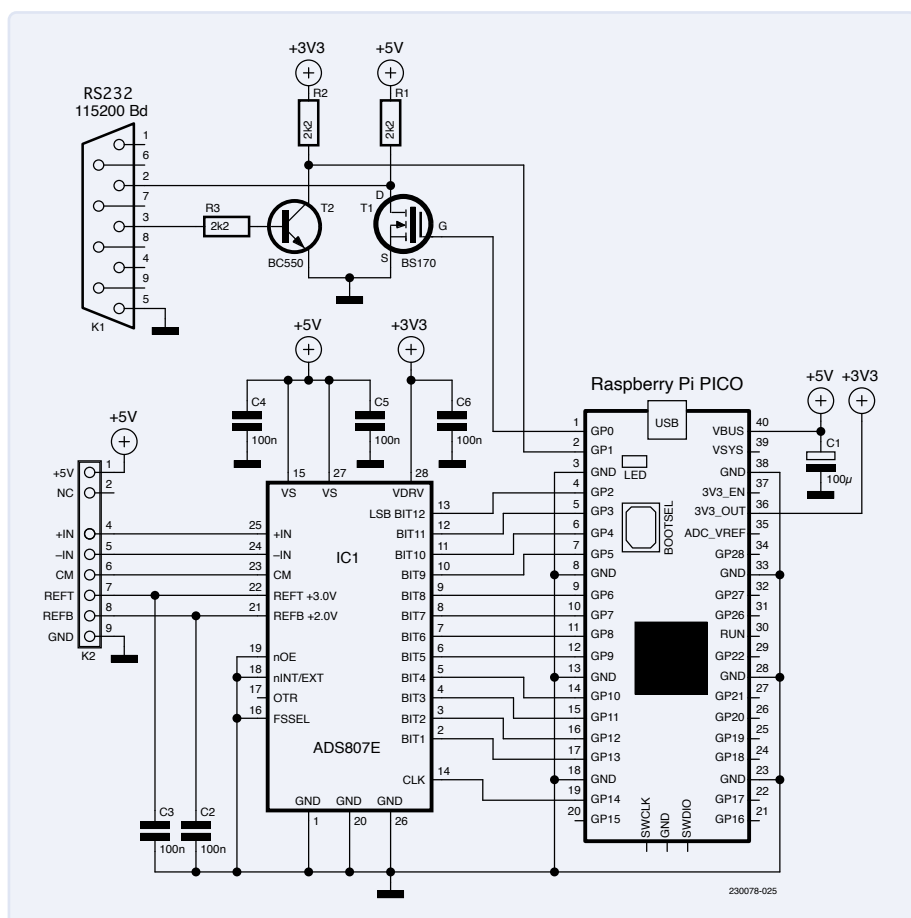 +3V3
+5V
RS232
115200 Bd
R2
R1
2k2
2k2
1
6
2
7
3
8
4
9
5
K1
R3
2k2
T2
BC550
T1
D
G
S
BS170
+5V
+3V3
C4
100n
C5
100n
C6
100n
+5V
+5V
NC
+IN
–IN
CM
REFT
REFB
GND
1
2
4
5
6
7
8
9
K2
15
VS
27
VS
28
VDRV
25 +IN
24 –IN
23 CM
22 REFT +3.0V
21 REFB +2.0V
19 nOE
18 nINT/EXT
17 OTR
16 FSSEL
IC1
ADS807E
LSB BIT12 13
BIT11 12
BIT10 11
BIT9 10
BIT8 9
BIT7 8
BIT6 7
BIT5 6
BIT4 5
BIT3 4
BIT2 3
BIT1 2
CLK 14
GND
GND
GND
1
20
26
C3
100n
C2
100n
Raspberry Pi PICO
USB
LED
BOOTSEL
1 GP0
2 GP1
3 GND
4 GP2
5 GP3
6 GP4
7 GP5
8 GND
9 GP6
10 GP7
11 GP8
12 GP9
13 GND
14 GP10
15 GP11
16 GP12
17 GP13
18 GND
19 GP14
20 GP15
VBUS 40
VSYS 39
GND 38
3V3_EN 37
3V3_OUT 36
ADC_VREF 35
GP28 34
GND 33
GP27 32
GP26 31
RUN 30
GP22 29
GND 28
GP21 27
GP20 26
GP19 25
GP18 24
GND 23
GP17 22
GP16 21
SWCLK
GND
SWDIO
+5V
+3V3
C1
100µ
230078-025